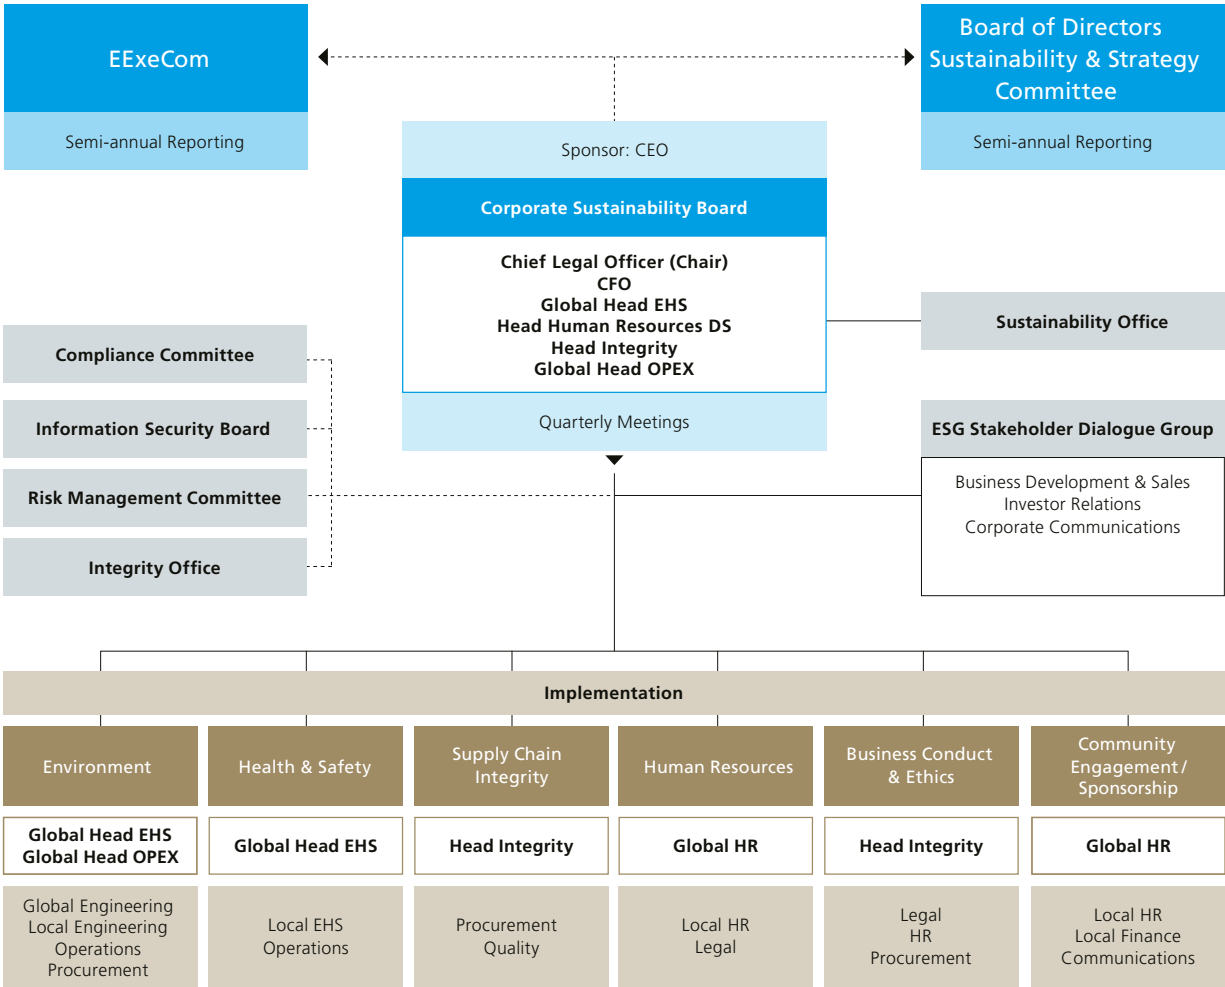 EExeCom
Semi-annual Reporting
Board of Directors
Sustainability & Strategy
Committee
Semi-annual Reporting
Sponsor: CEO
Corporate Sustainability Board
Chief Legal Officer (Chair)
CFO
Global Head EHS
Head Human Resources DS
Head Integrity
Global Head OPEX
Quarterly Meetings
Compliance Committee
Information Security Board
Risk Management Committee
Integrity Office
Sustainability Office
ESG Stakeholder Dialogue Group
Business Development & Sales
Investor Relations
Corporate Communications
Implementation
Environment
Global Head EHS
Global Head OPEX
Global Engineering
Local Engineering
Operations
Procurement
Health & Safety
Global Head EHS
Local EHS
Operations
Supply Chain
Integrity
Head Integrity
Procurement
Quality
Human Resources
Global HR
Local HR
Legal
Business Conduct
& Ethics
Head Integrity
Legal
HR
Procurement
Community
Engagement /
Sponsorship
Global HR
Local HR
Local Finance
Communications